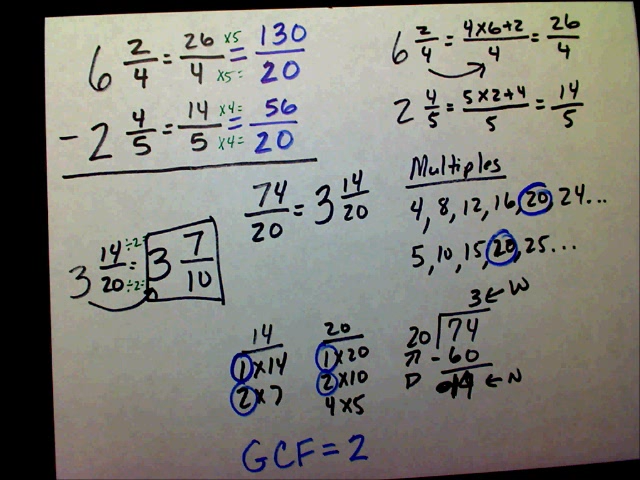 6 2/4 = 26/4 ×5= ×5= = 130/20
- 2 4/5 = 14/5 ×4= ×4= = 56/20
74/20 = 3 14/20
3 14/20 ÷2= ÷2= = 3 7/10
6 2/4 = 4×6+2/4 = 26/4
2 4/5 = 5×2+4/5 = 14/5
Multiples
4, 8, 12, 16, 20, 24...
5, 10, 15, 20, 25...
14
1×14
2×7
20
1×20
2×10
4×5
GCF=2
3 ← W
20 74
↗ -60
D 14 ← N